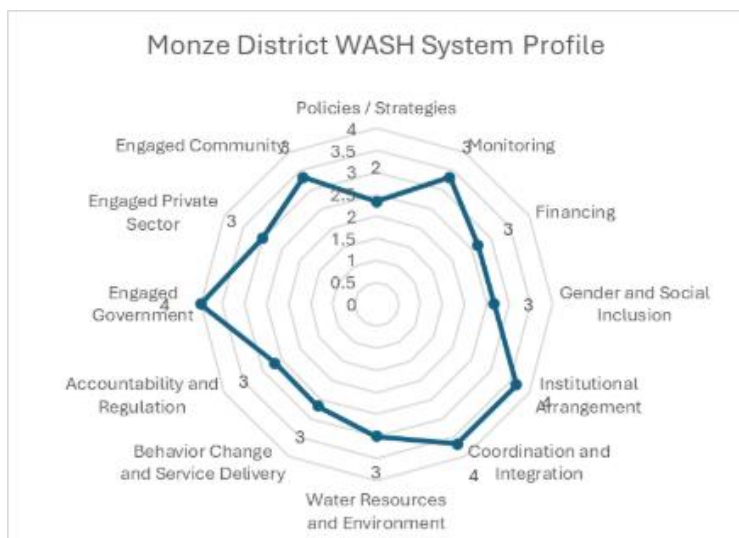 Monze District WASH System Profile
Policies / Strategies
4
Engaged Community
3
3.5
3
Monitoring
3
2
2.5
Engaged Private
Sector
3
2
3
Financing
1.5
1
0.5
Engaged
Government
4
0
3
Gender and Social
Inclusion
Accountability and
Regulation
3
Institutional
Arrangement
4
Behavior Change
and Service Delivery
3
Coordination and
Integration
3
4
Water Resources
and Environment